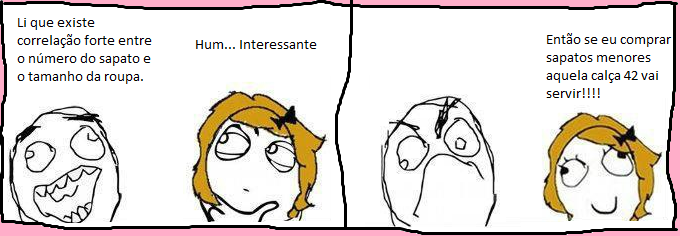 Li que existe
correlação forte entre
o número do sapato e
o tamanho da roupa.
Hum... Interessante
Então se eu comprar
sapatos menores
aquela calça 42 vai
servir!!!!